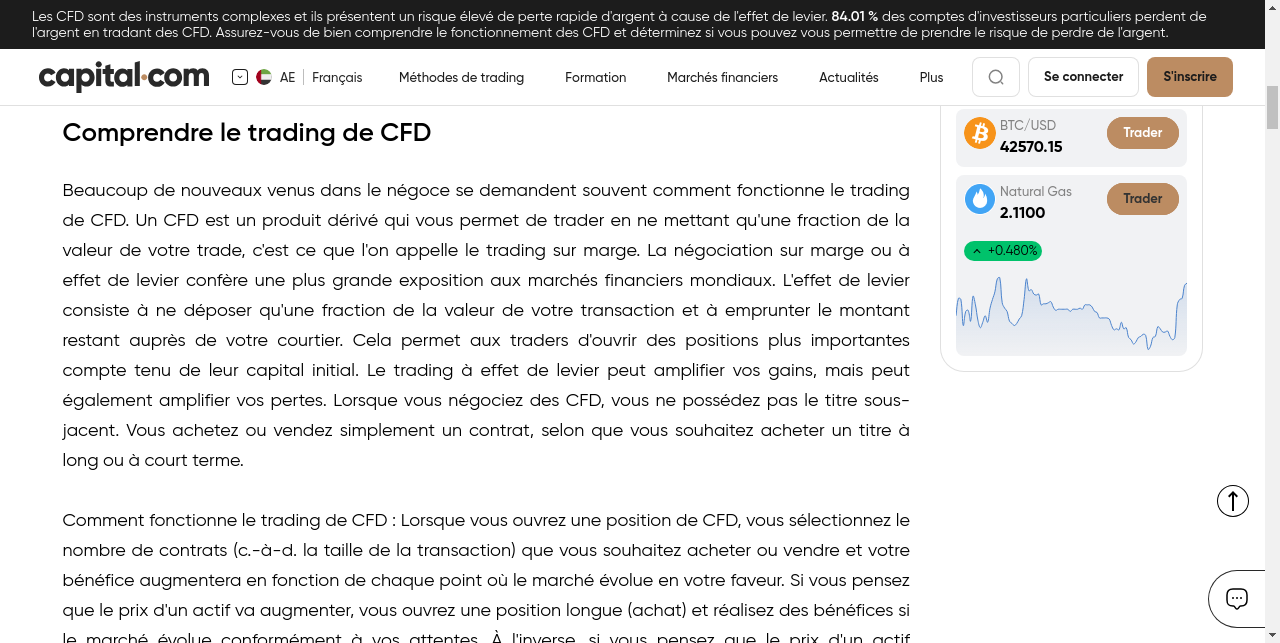 Les CFD sont des instruments complexes et ils présentent un risque élevé de perte rapide d'argent à cause de l'effet de levier. 84.01 % des comptes d'investisseurs particuliers perdent de
l'argent en tradant des CFD. Assurez-vous de bien comprendre le fonctionnement des CFD et déterminez si vous pouvez vous permettre de prendre le risque de perdre de l'argent.
capital.com
AE
Français
Méthodes de trading
Formation
Marchés financiers
Actualités
Plus
Se connecter
S'inscrire
Comprendre le trading de CFD
Beaucoup de nouveaux venus dans le négoce se demandent souvent comment fonctionne le trading
de CFD. Un CFD est un produit dérivé qui vous permet de trader en ne mettant qu'une fraction de la
valeur de votre trade, c'est ce que l'on appelle le trading sur marge. La négociation sur marge ou à
effet de levier confère une plus grande exposition aux marchés financiers mondiaux. L'effet de levier
consiste à ne déposer qu'une fraction de la valeur de votre transaction et à emprunter le montant
restant auprès de votre courtier. Cela permet aux traders d'ouvrir des positions plus importantes
compte tenu de leur capital initial. Le trading à effet de levier peut amplifier vos gains, mais peut
également amplifier vos pertes. Lorsque vous négociez des CFD, vous ne possédez pas le titre sous-
jacent. Vous achetez ou vendez simplement un contrat, selon que vous souhaitez acheter un titre à
long ou à court terme.
Comment fonctionne le trading de CFD : Lorsque vous ouvrez une position de CFD, vous sélectionnez le
nombre de contrats (c.-à-d. la taille de la transaction) que vous souhaitez acheter ou vendre et votre
bénéfice augmentera en fonction de chaque point où le marché évolue en votre faveur. Si vous pensez
que le prix d'un actif va augmenter, vous ouvrez une position longue (achat) et réalisez des bénéfices si
le marché évolue conformément à vos attentes. À l'inverse, si vous pensez que le prix d'un actif
BTC/USD
42570.15
Trader
Natural Gas
2.1100
Trader
+0.480%